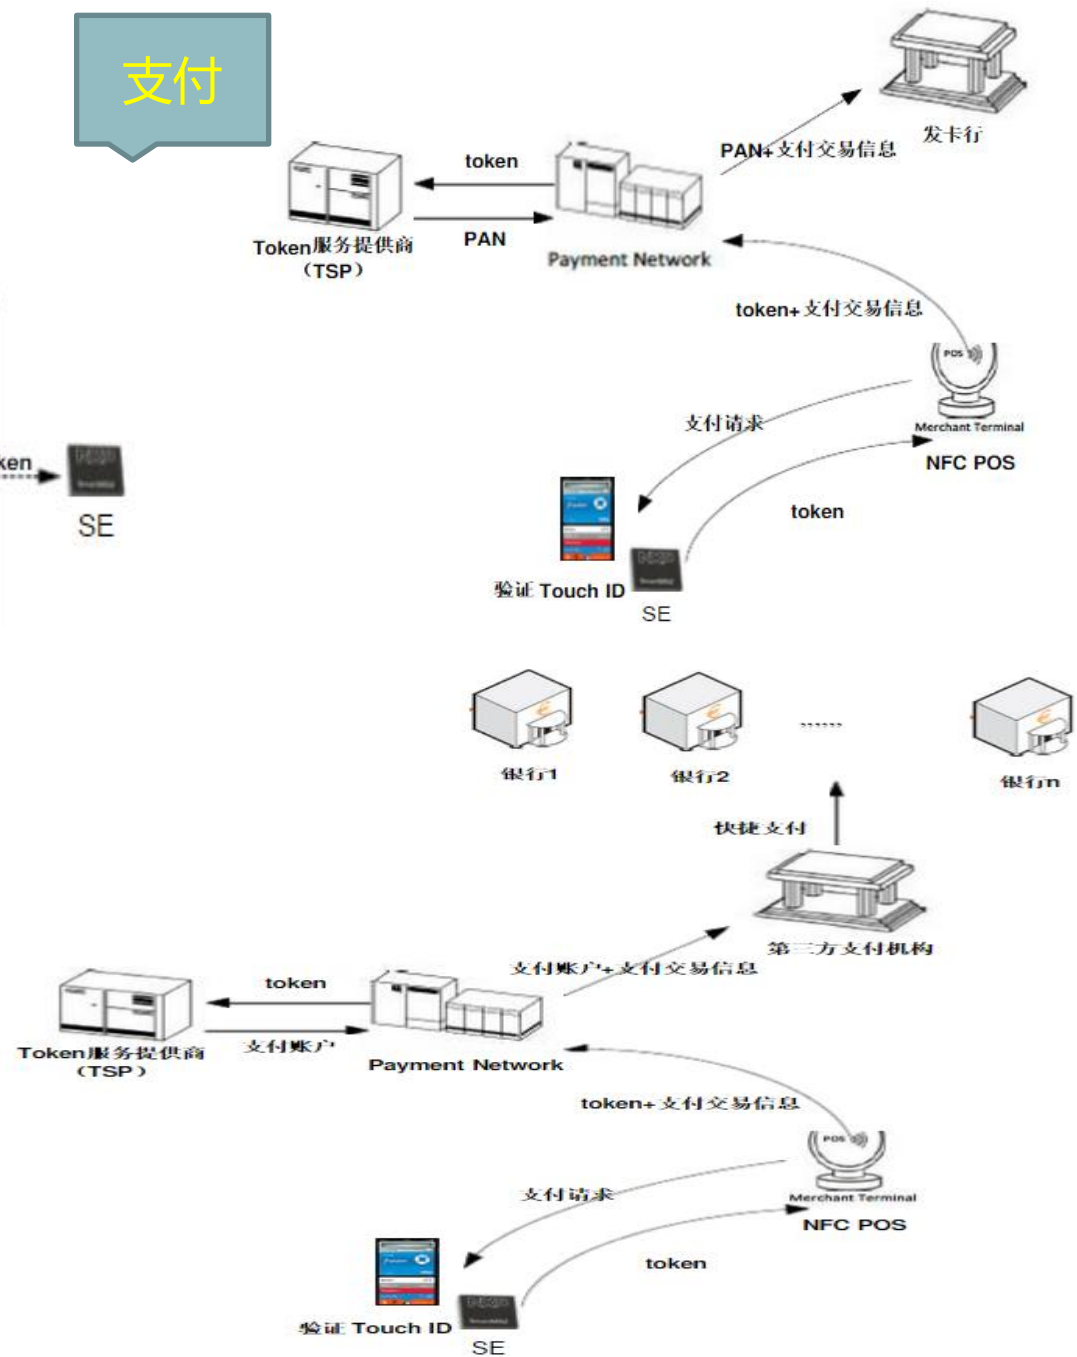 支付
发卡行
token
PAN+支付交易信息
PAN
Token服务提供商
（TSP）
Payment Network
token+支付交易信息
POS
支付请求
Merchant Terminal
NFC POS
ken
SE
token
验证 Touch ID
SE
银行1
银行2
......
银行n
快捷支付
第三方支付机构
支付账户+支付交易信息
token
支付账户
Token服务提供商
（TSP）
Payment Network
token+支付交易信息
POS
支付请求
Merchant Terminal
NFC POS
token
验证 Touch ID
SE